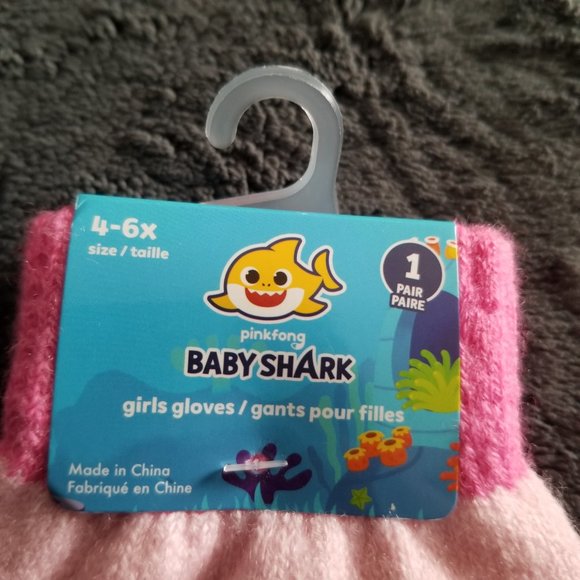 4-6x
size / taille
1
PAIR
PAIRE
pinkfong
BABY SHARK
girls gloves / gants pour filles
Made in China
Fabriqué en Chine